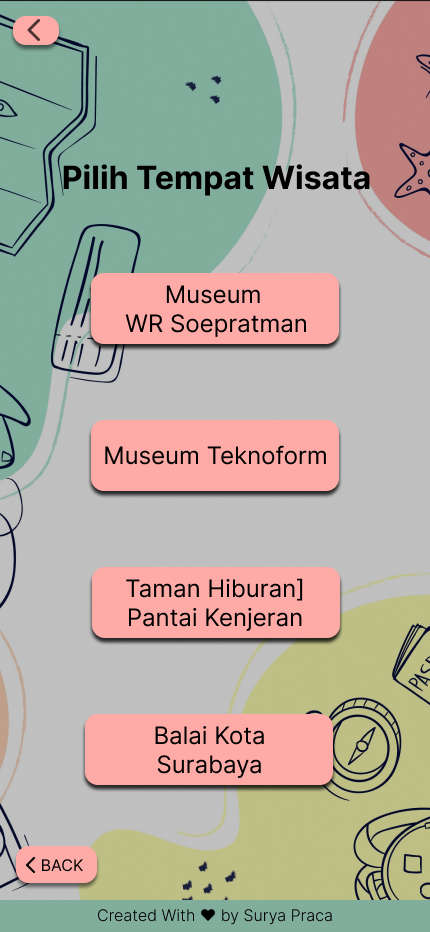 Pilih Tempat Wisata
Museum
WR Soepratman
Museum Teknoform
Taman Hiburan]
Pantai Kenjeran
Balai Kota
Surabaya
BACK
Created With ♥ by Surya Praca